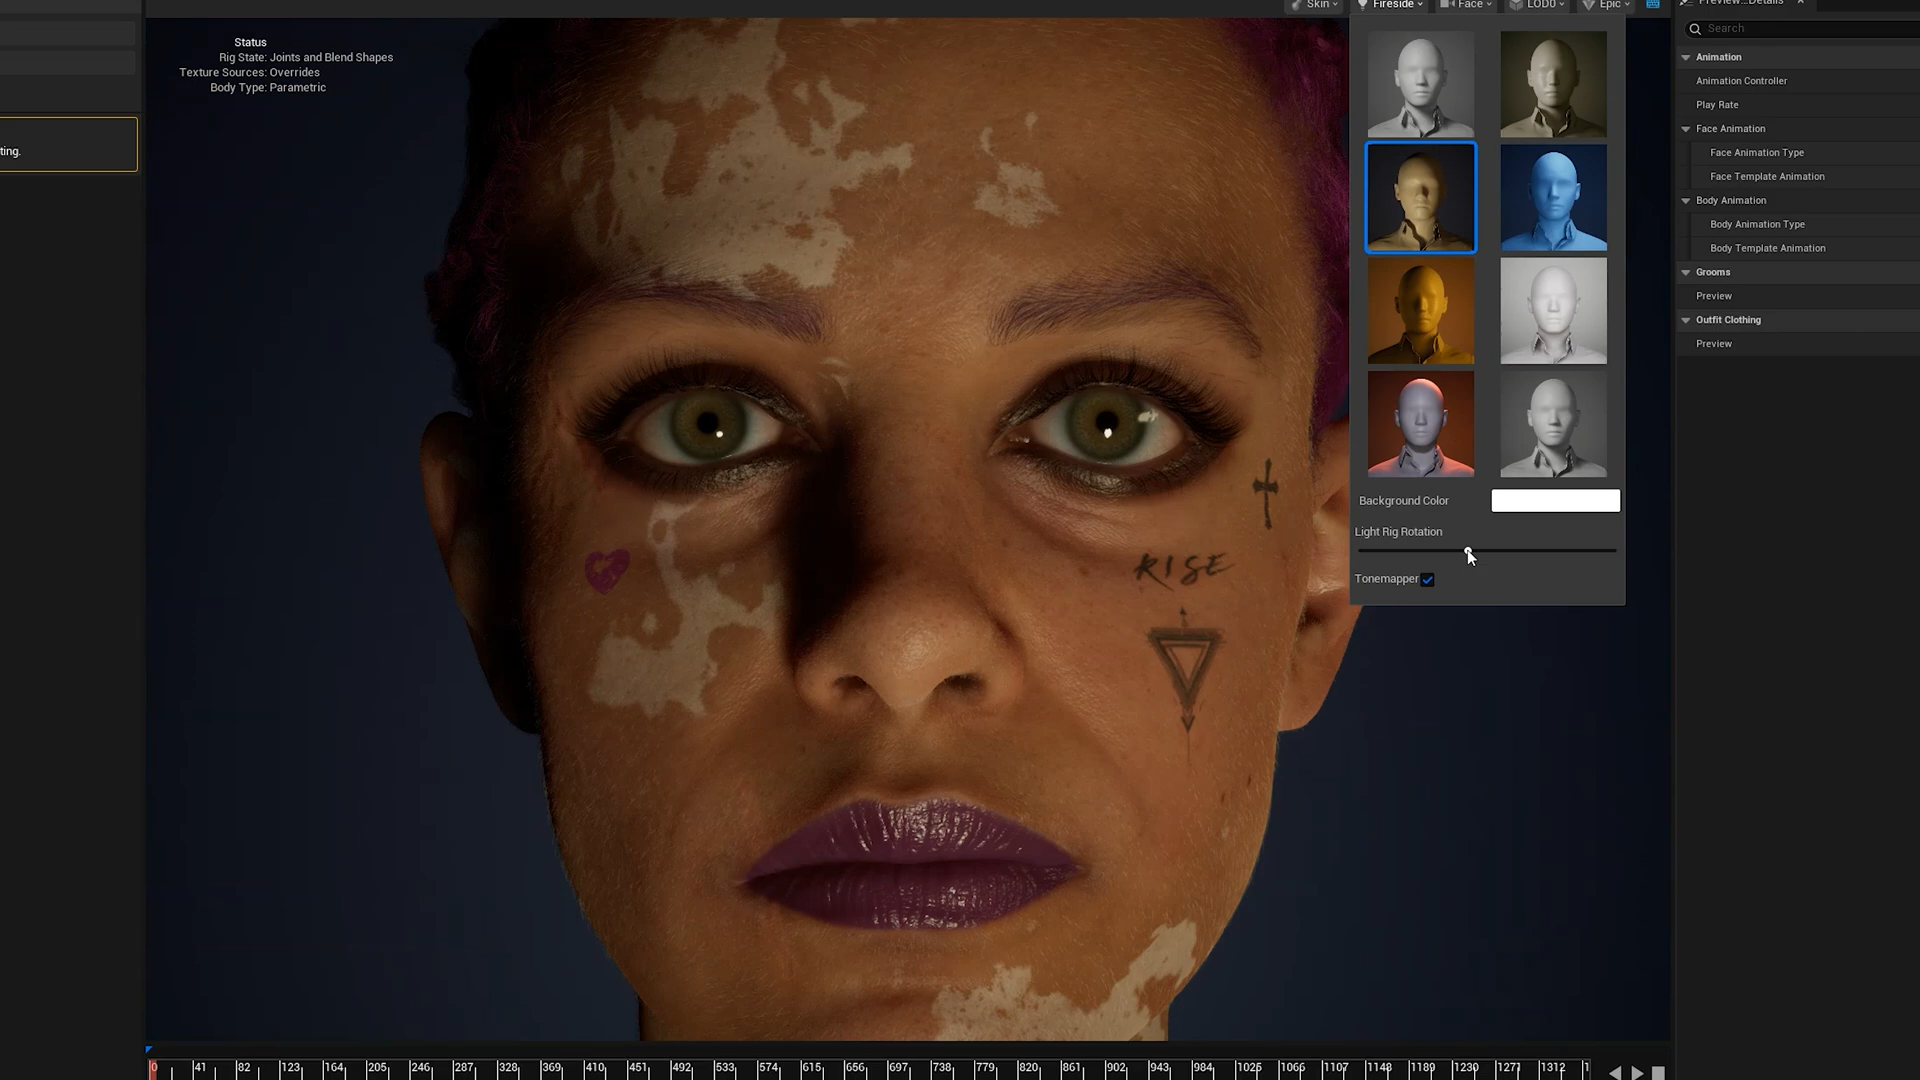 Skin
Fireside
Face
LOD0
Epic
Preview...Details
Status
Rig State: Joints and Blend Shapes
Texture Sources: Overrides
Body Type: Parametric
ting.
RISE
Background Color
Light Rig Rotation
Tonemapper
Search
Animation
Animation Controller
Play Rate
Face Animation
Face Animation Type
Face Template Animation
Body Animation
Body Animation Type
Body Template Animation
Grooms
Preview
Outfit Clothing
Preview
0 41 82 123 164 205 246 287 328 369 410 451 492 533 574 615 656 697 738 779 820 861 902 943 984 1025 1066 1107 1148 1189 1230 1271 1312 1